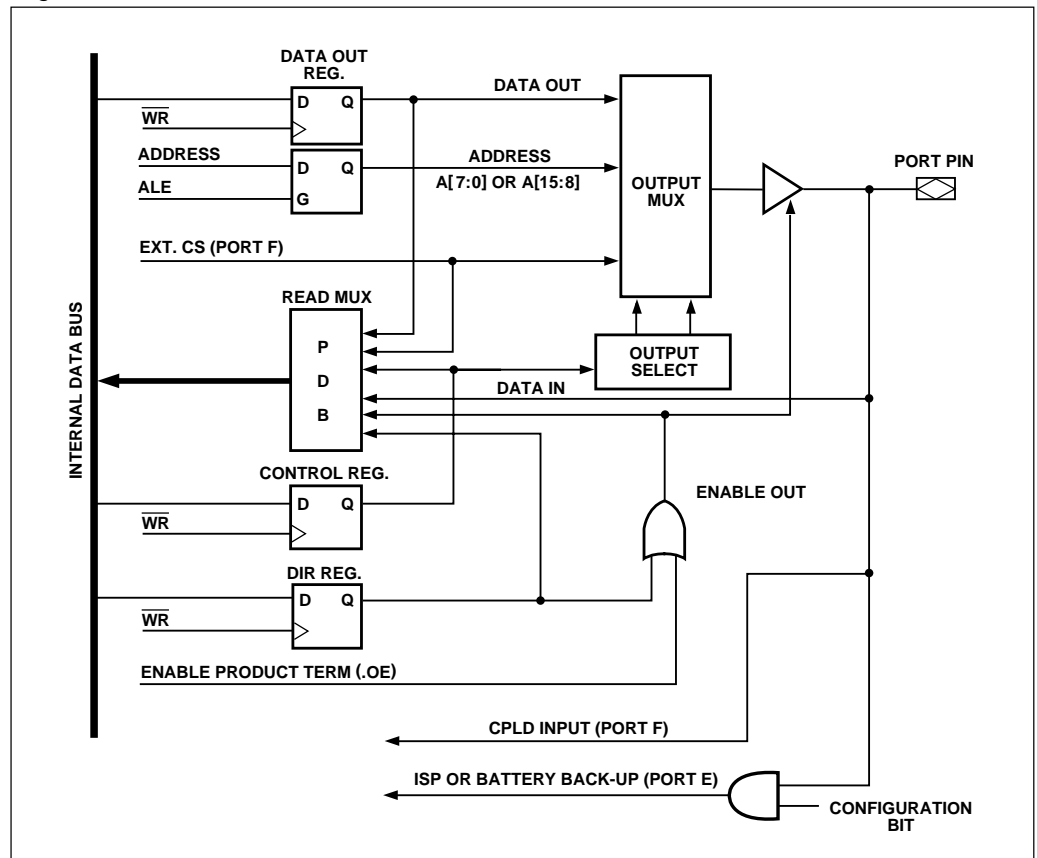 DATA OUT
REG.
D Q
WR
DATA OUT
ADDRESS
ALE
D Q
G
ADDRESS
A[7:0] OR A[15:8]
OUTPUT
MUX
PORT PIN
EXT. CS (PORT F)
READ MUX
P
D
B
OUTPUT
SELECT
DATA IN
INTERNAL DATA BUS
CONTROL REG.
D Q
WR
ENABLE OUT
DIR REG.
D Q
WR
ENABLE PRODUCT TERM (.OE)
CPLD INPUT (PORT F)
ISP OR BATTERY BACK-UP (PORT E)
CONFIGURATION
BIT